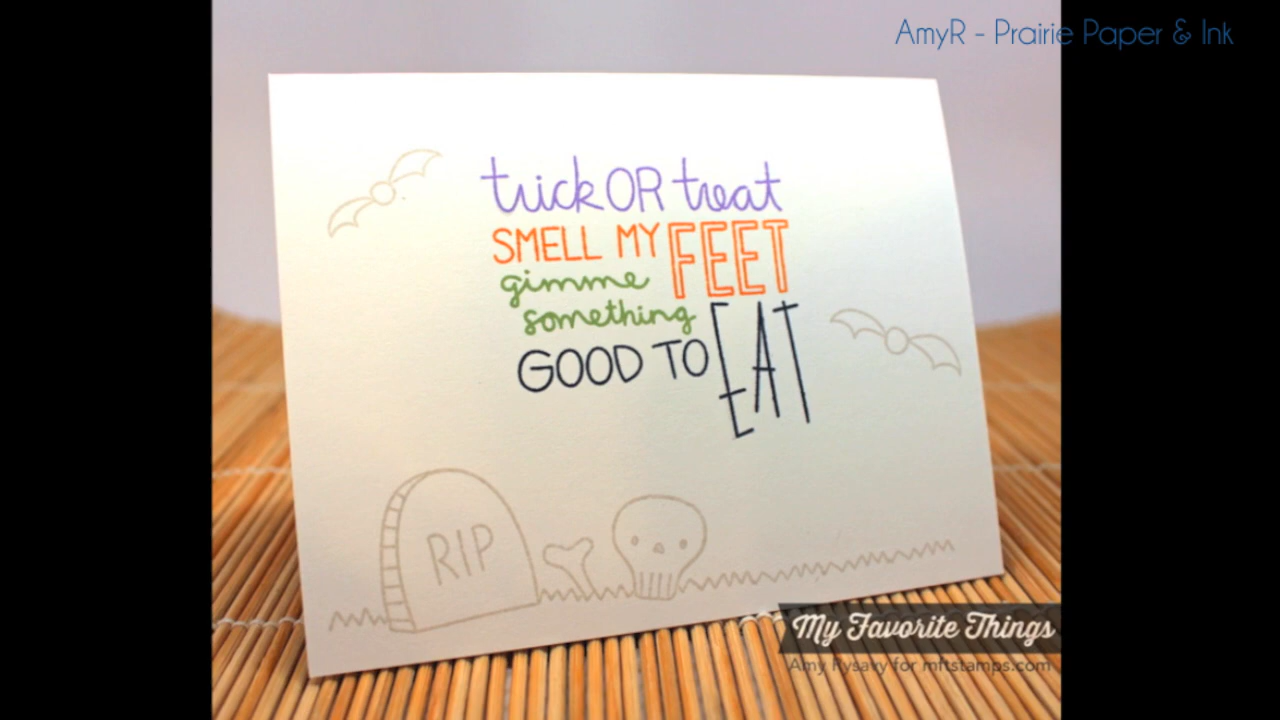 AmyR - Prairie Paper & Ink
trick OR treat
SMELL MY FEET
gimme
something
GOOD TO EAT
RIP
My Favorite Things
Amy Rysavy for mftstamps.com